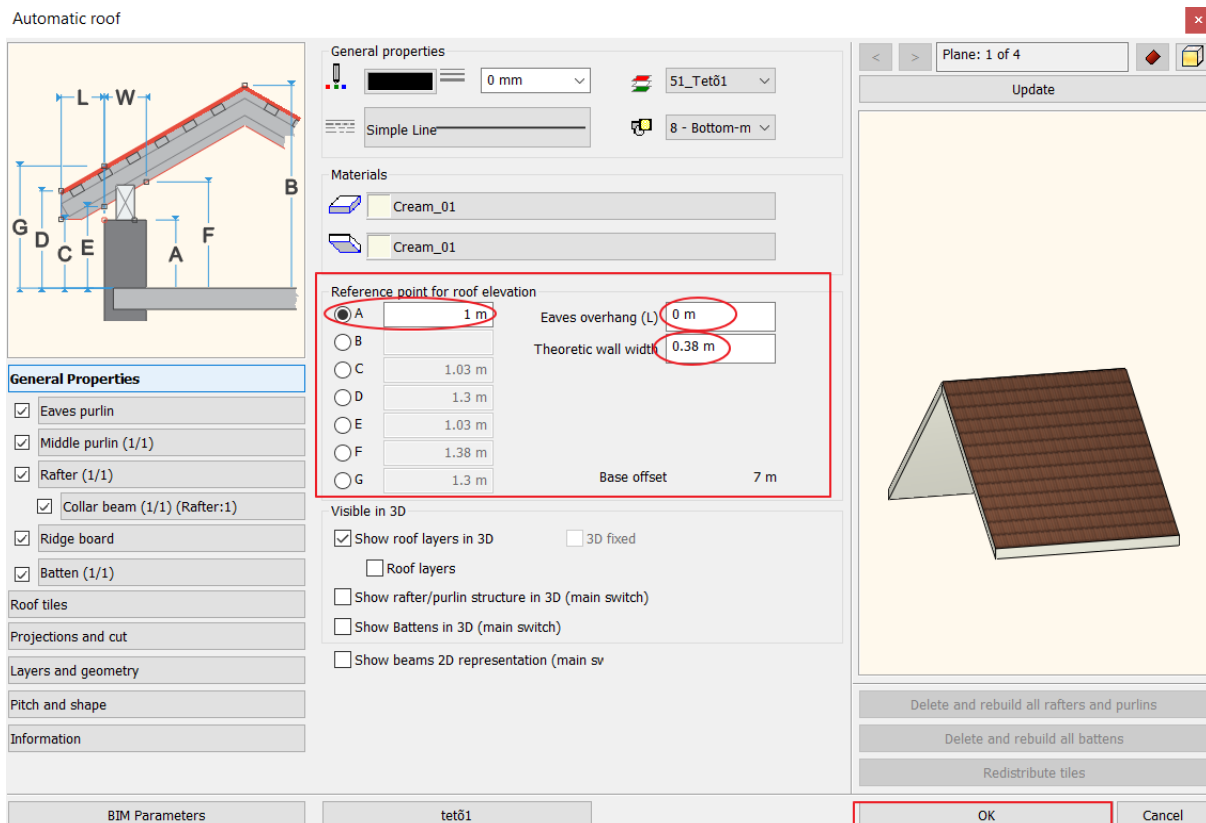 Automatic roof
×
L
W
B
G
D
C
E
A
F
General Properties
Eaves purlin
Middle purlin (1/1)
Rafter (1/1)
Collar beam (1/1) (Rafter:1)
Ridge board
Batten (1/1)
Roof tiles
Projections and cut
Layers and geometry
Pitch and shape
Information
BIM Parameters
General properties
0 mm
51_Tetõ1
Simple Line
8 - Bottom-m
Materials
Cream_01
Cream_01
Reference point for roof elevation
A 1 m
B
C 1.03 m
D 1.3 m
E 1.03 m
F 1.38 m
G 1.3 m
Eaves overhang (L) 0 m
Theoretic wall width 0.38 m
Base offset 7 m
Visible in 3D
Show roof layers in 3D
3D fixed
Roof layers
Show rafter/purlin structure in 3D (main switch)
Show Battens in 3D (main switch)
Show beams 2D representation (main sv
tetõ1
< > Plane: 1 of 4
Update
Delete and rebuild all rafters and purlins
Delete and rebuild all battens
Redistribute tiles
OK
Cancel